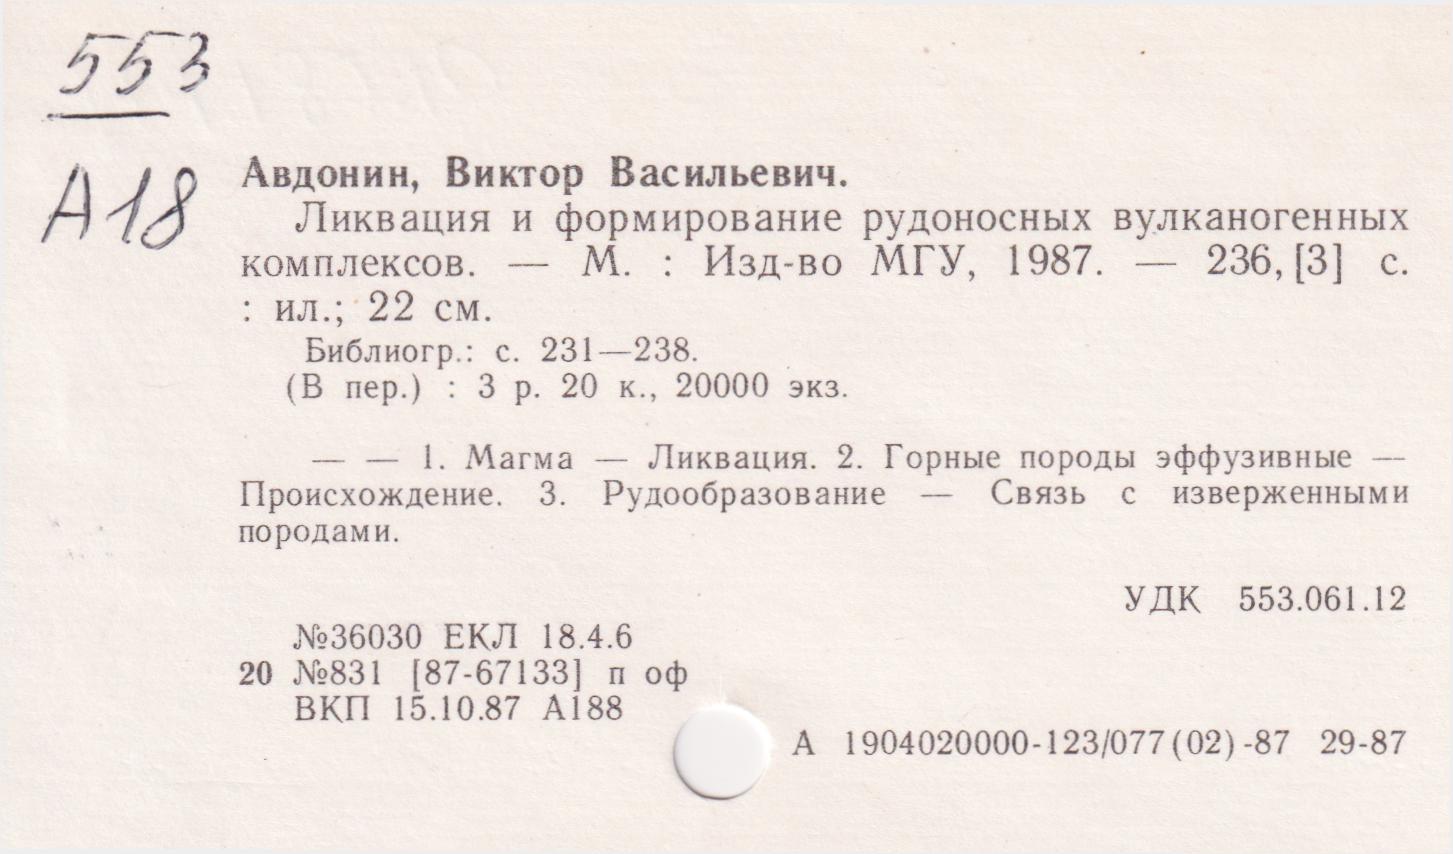 553
А18
Авдонин, Виктор Васильевич.
Ликвация и формирование рудоносных вулканогенных
комплексов. — М. : Изд-во МГУ, 1987. — 236, [3] с.
: ил.; 22 см.
Библиогр.: с. 231—238.
(В пер.) : 3 р. 20 к., 20000 экз.
— — 1. Магма — Ликвация. 2. Горные породы эффузивные —
Происхождение. 3. Рудообразование — Связь с изверженными
породами.
УДК 553.061.12
№36030 ЕКЛ 18.4.6
20 №831 [87-67133] п оф
ВКП 15.10.87 А188
А 1904020000-123/077(02)-87 29-87